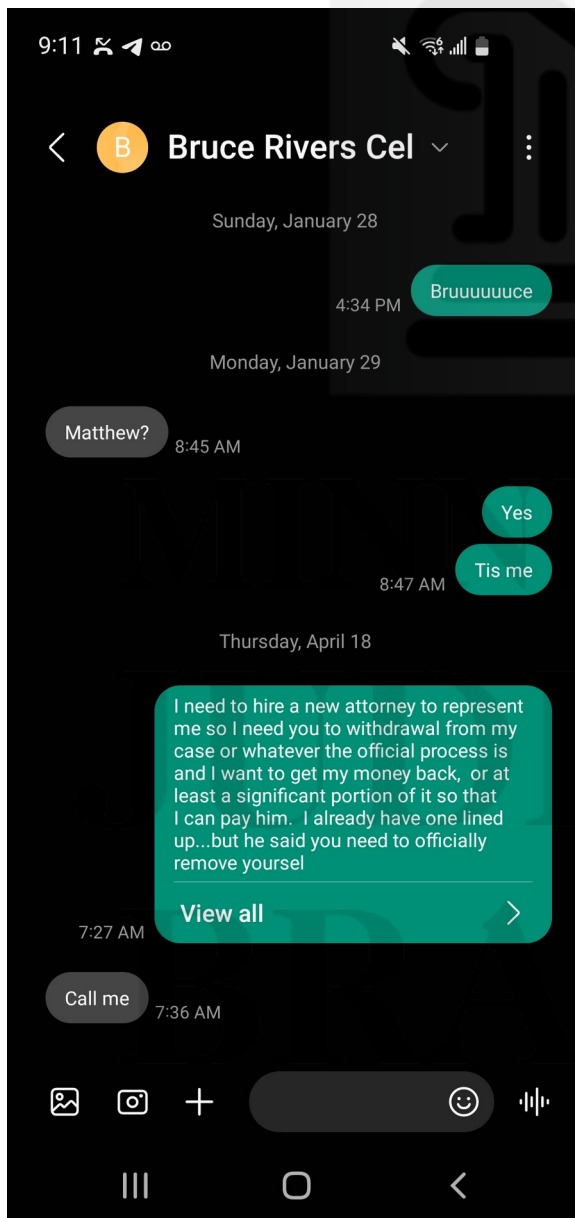 9:11
B Bruce Rivers Cel
Sunday, January 28
Bruuuuuuce
4:34 PM
Monday, January 29
Matthew?
8:45 AM
Yes
Tis me
8:47 AM
Thursday, April 18
I need to hire a new attorney to represent
me so I need you to withdrawal from my
case or whatever the official process is
and I want to get my money back, or at
least a significant portion of it so that
I can pay him. I already have one lined
up...but he said you need to officially
remove yoursel
View all
7:27 AM
Call me
7:36 AM
MINN
JUDI
BRA